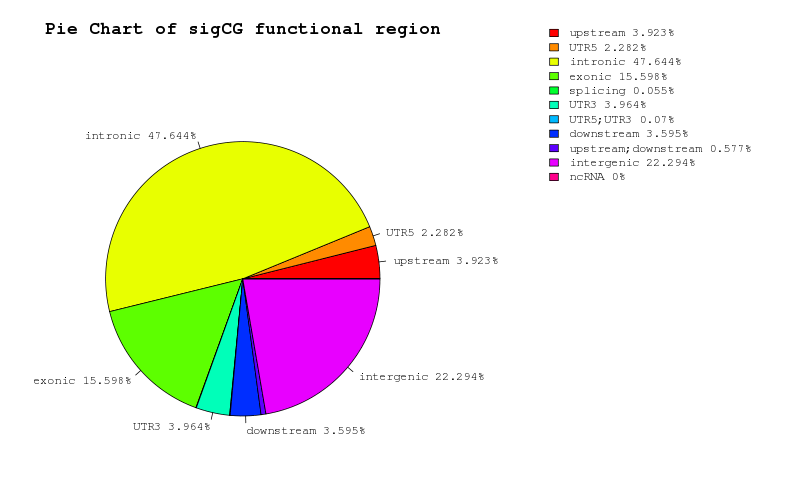 Pie Chart of sigCG functional region
upstream 3.923%
UTR5 2.282%
intronic 47.644%
exonic 15.598%
splicing 0.055%
UTR3 3.964%
UTR5;UTR3 0.07%
downstream 3.595%
upstream;downstream 0.577%
intergenic 22.294%
ncRNA 0%
intronic 47.644%
UTR5 2.282%
upstream 3.923%
exonic 15.598%
intergenic 22.294%
UTR3 3.964%
downstream 3.595%